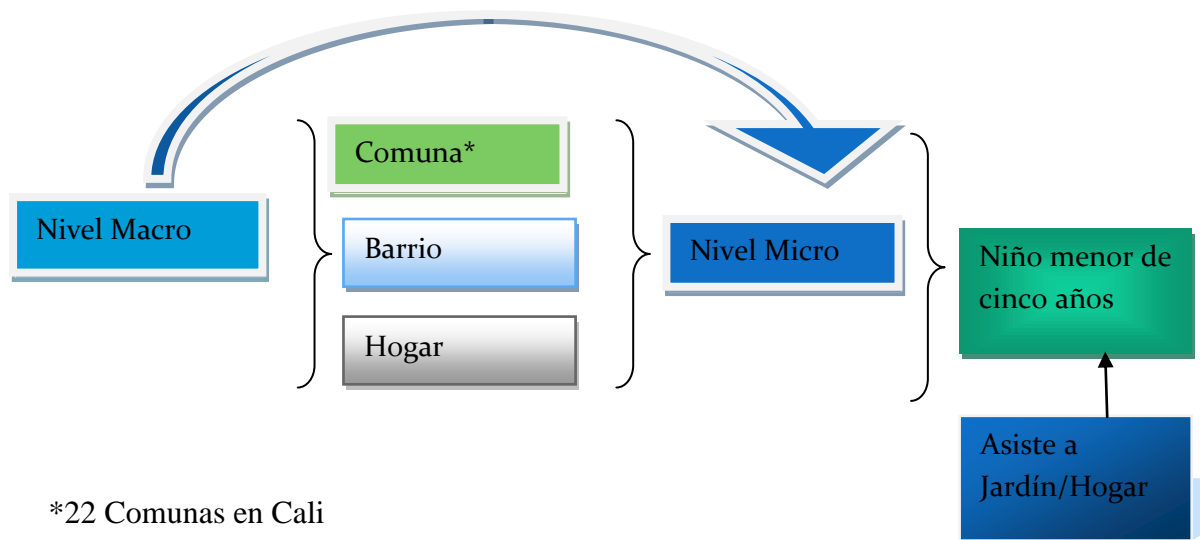 Comuna*
Nivel Macro
Barrio
Hogar
Nivel Micro
Niño menor de
cinco años
Asiste a
Jardín/Hogar
*22 Comunas en Cali